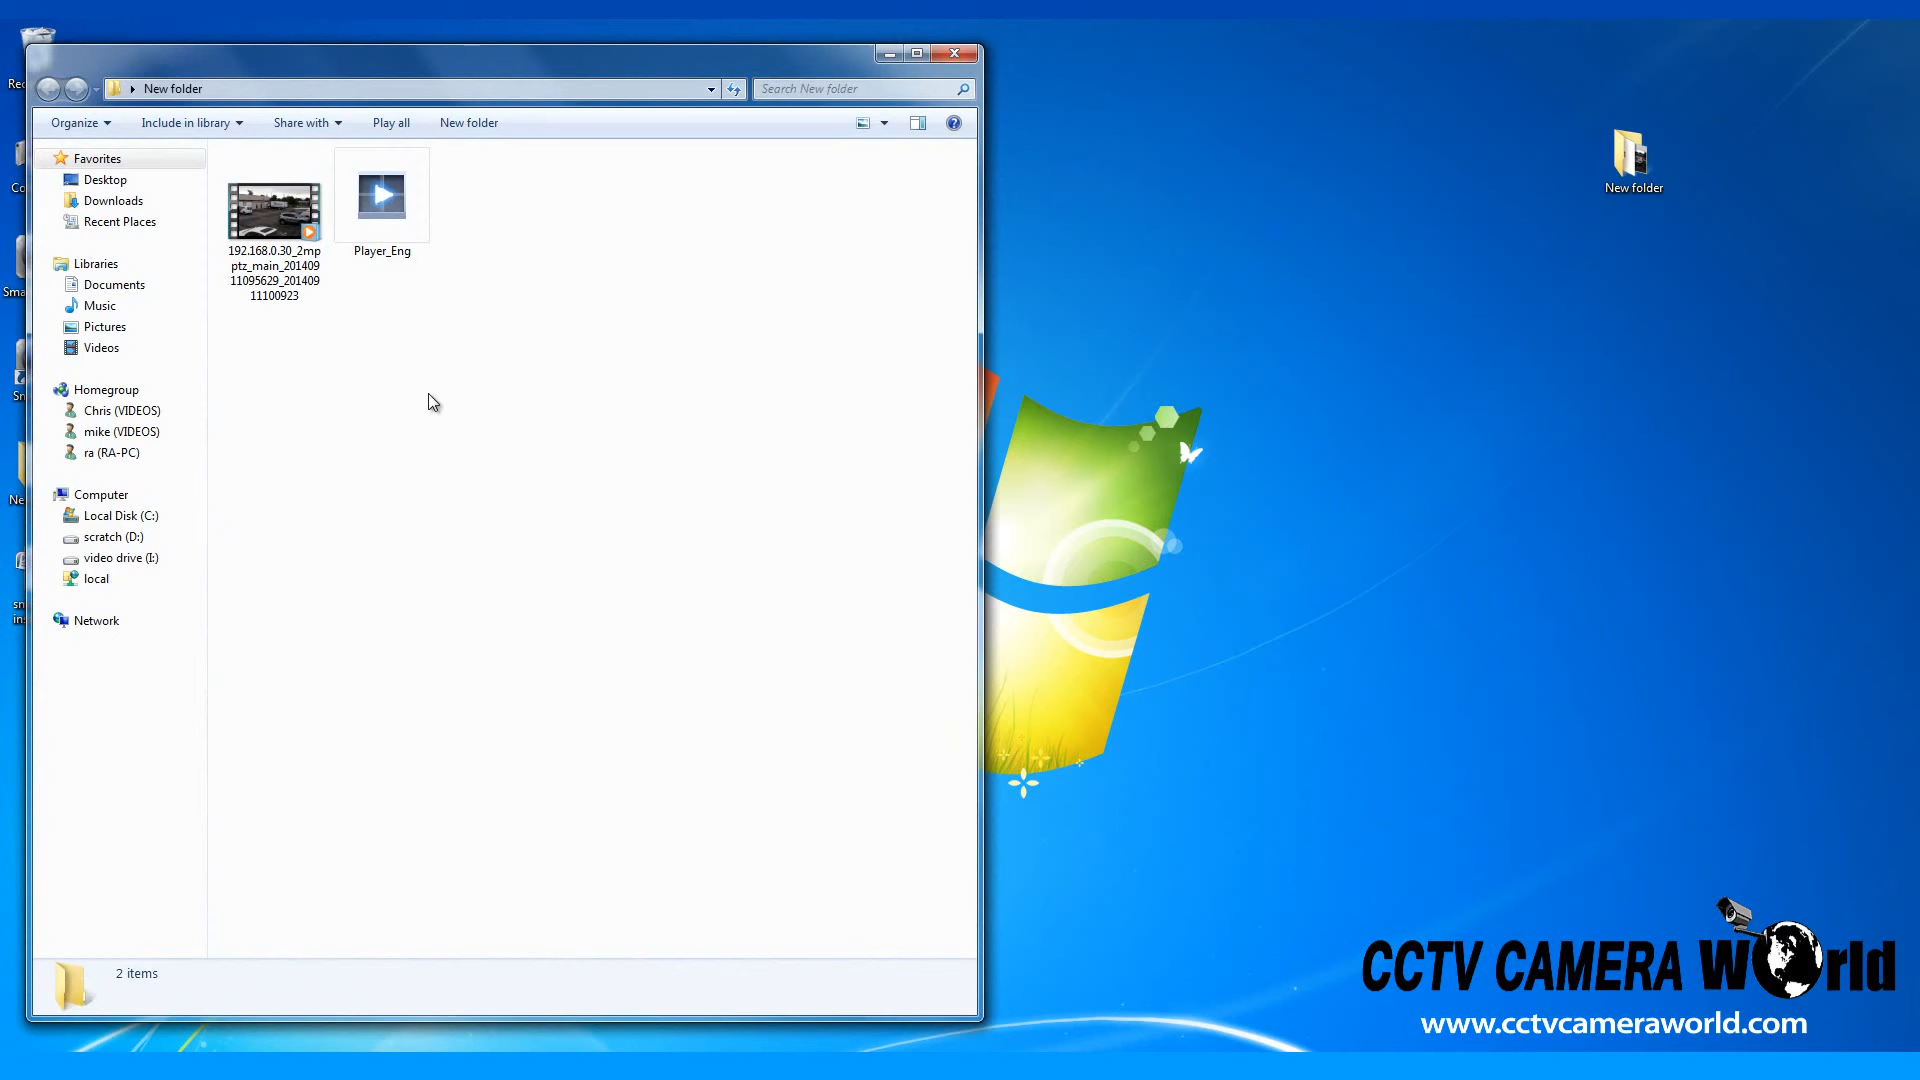 New folder
Search New folder
Organize
Include in library
Share with
Play all
New folder
Favorites
Desktop
Downloads
Recent Places
Libraries
Documents
Music
Pictures
Videos
Homegroup
Chris (VIDEOS)
mike (VIDEOS)
ra (RA-PC)
Computer
Local Disk (C:)
scratch (D:)
video drive (I:)
local
Network
192.168.0.30_2mp
ptz_main_201409
11095629_201409
11100923
Player_Eng
2 items
New folder
CCTV CAMERA World
www.cctvcameraworld.com